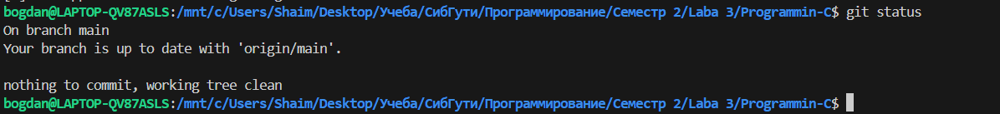 bogdan@LAPTOP-QV87ASLS:/mnt/c/Users/Shaim/Desktop/Учеба/СибГути/Программирование/Семестр 2/Laba 3/Programmin-C$ git status
On branch main
Your branch is up to date with 'origin/main'.
nothing to commit, working tree clean
bogdan@LAPTOP-QV87ASLS:/mnt/c/Users/Shaim/Desktop/Учеба/СибГути/Программирование/Семестр 2/Laba 3/Programmin-C$